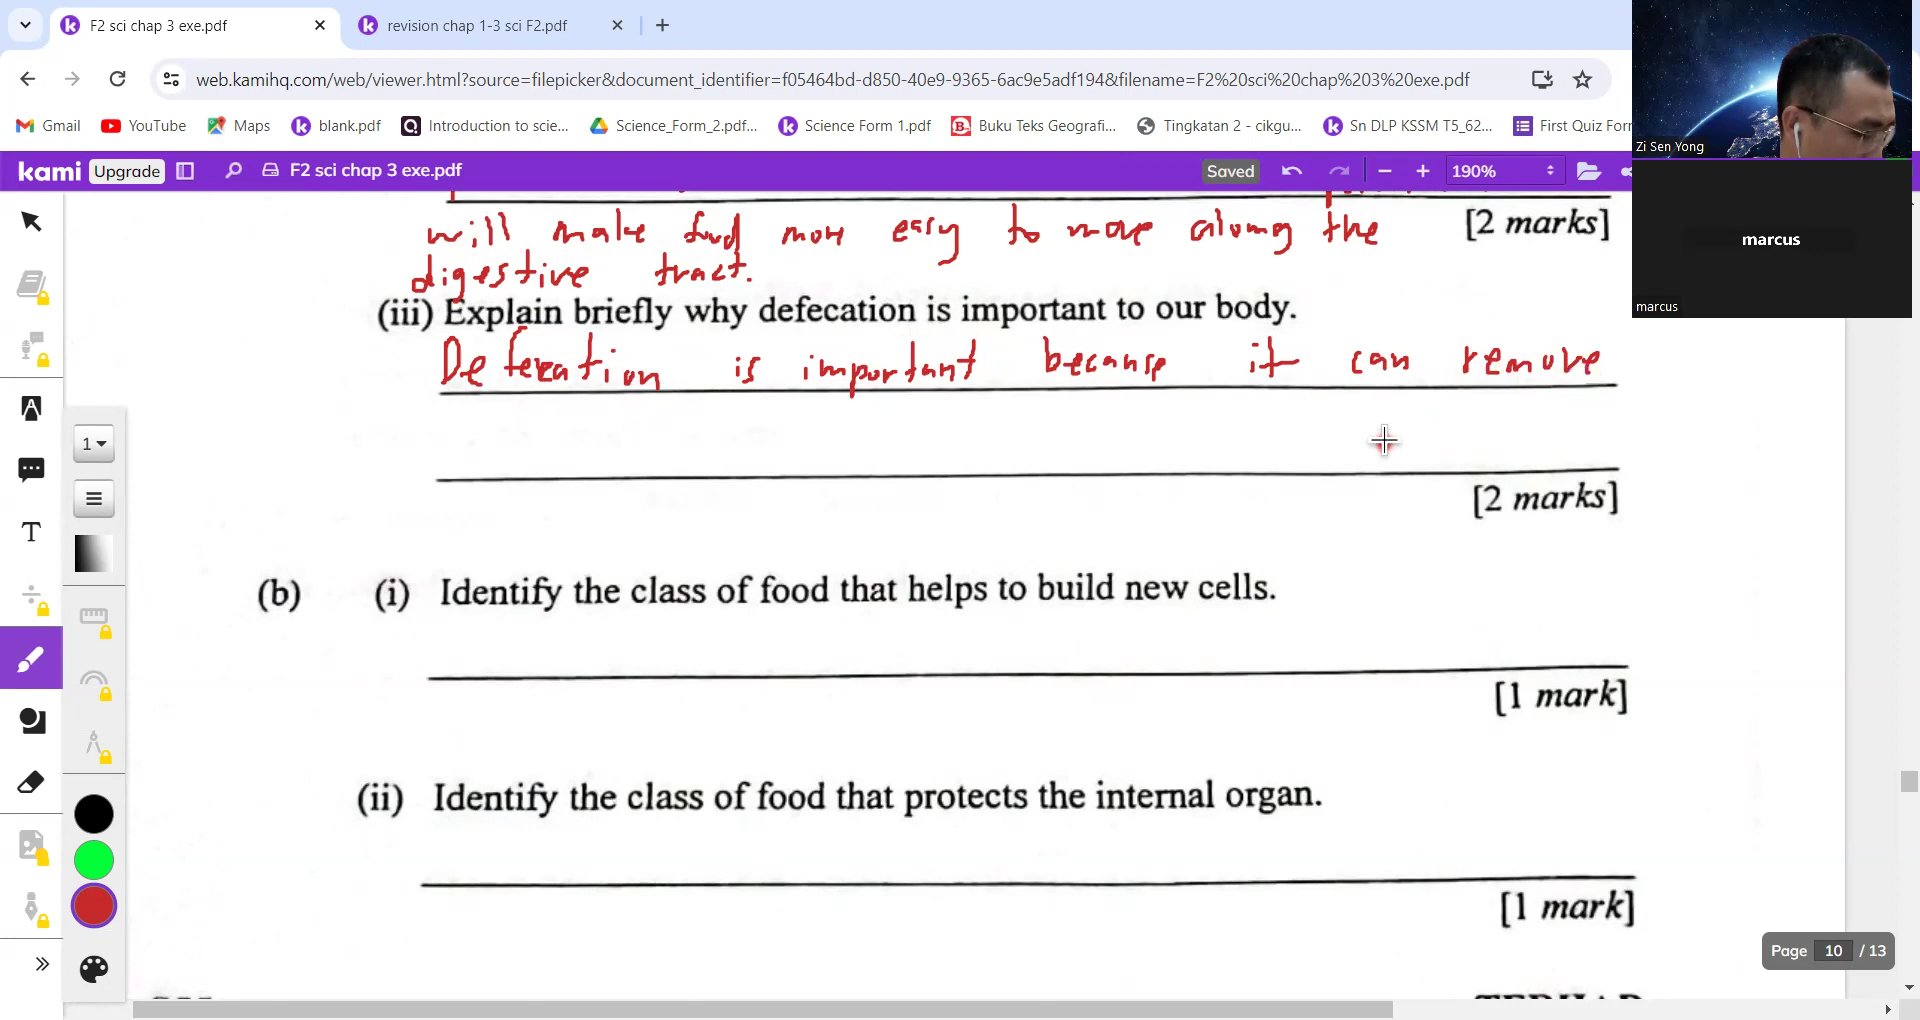 F2 sci chap 3 exe.pdf
revision chap 1-3 sci F2.pdf
web.kamihq.com/web/viewer.html?source=filepicker&document_identifier=f05464bd-d850-40e9-9365-6ac9e5adf194&filename=F2%20sci%20chap%203%20exe.pdf
Gmail YouTube Maps blank.pdf Introduction to scie... Science_Form_2.pdf... Science Form 1.pdf Buku Teks Geografi... Tingkatan 2 - cikgu... Sn DLP KSSM T5_62... First Quiz For
Zi Sen Yong
kami Upgrade F2 sci chap 3 exe.pdf Saved 190%
marcus
marcus
will make food more easy to move along the [2 marks]
digestive tract.
(iii) Explain briefly why defecation is important to our body.
Defecation is important because it can remove
1
[2 marks]
(b) (i) Identify the class of food that helps to build new cells.
[1 mark]
(ii) Identify the class of food that protects the internal organ.
[1 mark]
Page 10 / 13